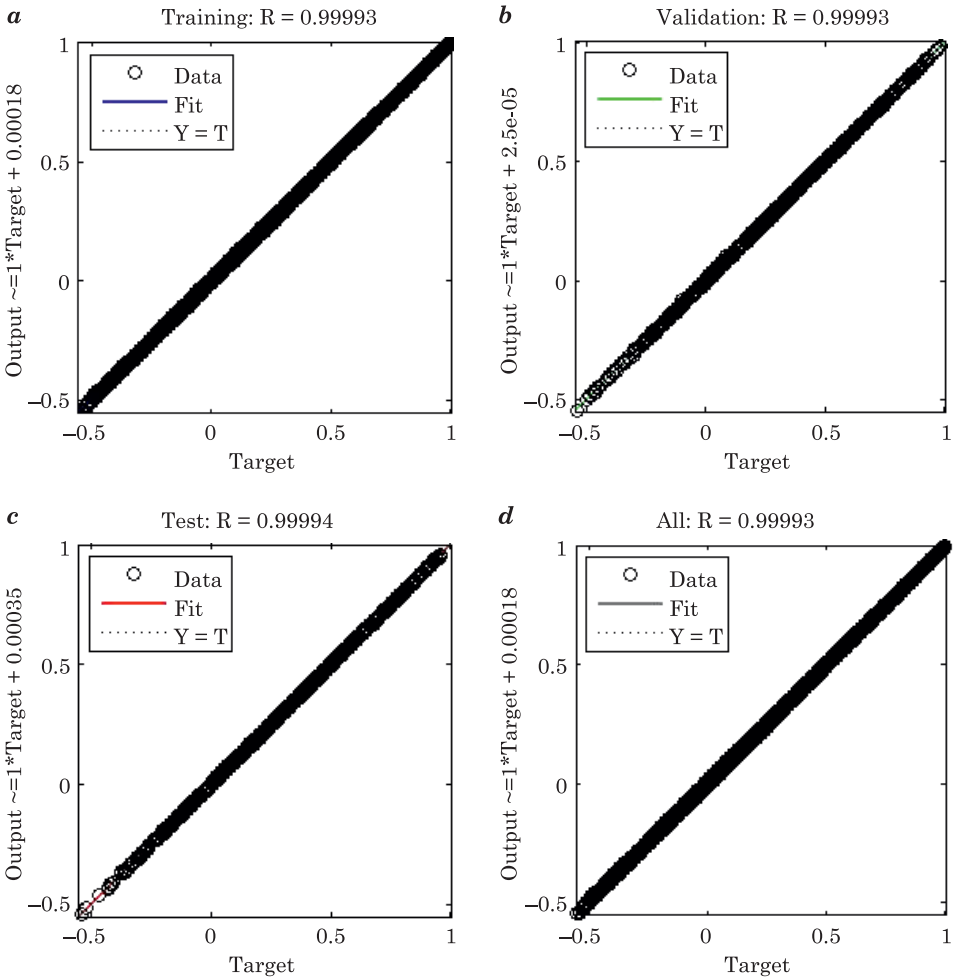 a
Training: R = 0.99993
Output ~=1*Target + 0.00018
1
0.5
0
–0.5
Data
Fit
Y = T
–0.5
0
0.5
1
Target
b
Validation: R = 0.99993
Output ~=1*Target + 2.5e-05
1
0.5
0
–0.5
Data
Fit
Y = T
–0.5
0
0.5
1
Target
c
Test: R = 0.99994
Output ~=1*Target + 0.00035
1
0.5
0
–0.5
Data
Fit
Y = T
–0.5
0
0.5
1
Target
d
All: R = 0.99993
Output ~=1*Target + 0.00018
1
0.5
0
–0.5
Data
Fit
Y = T
–0.5
0
0.5
1
Target